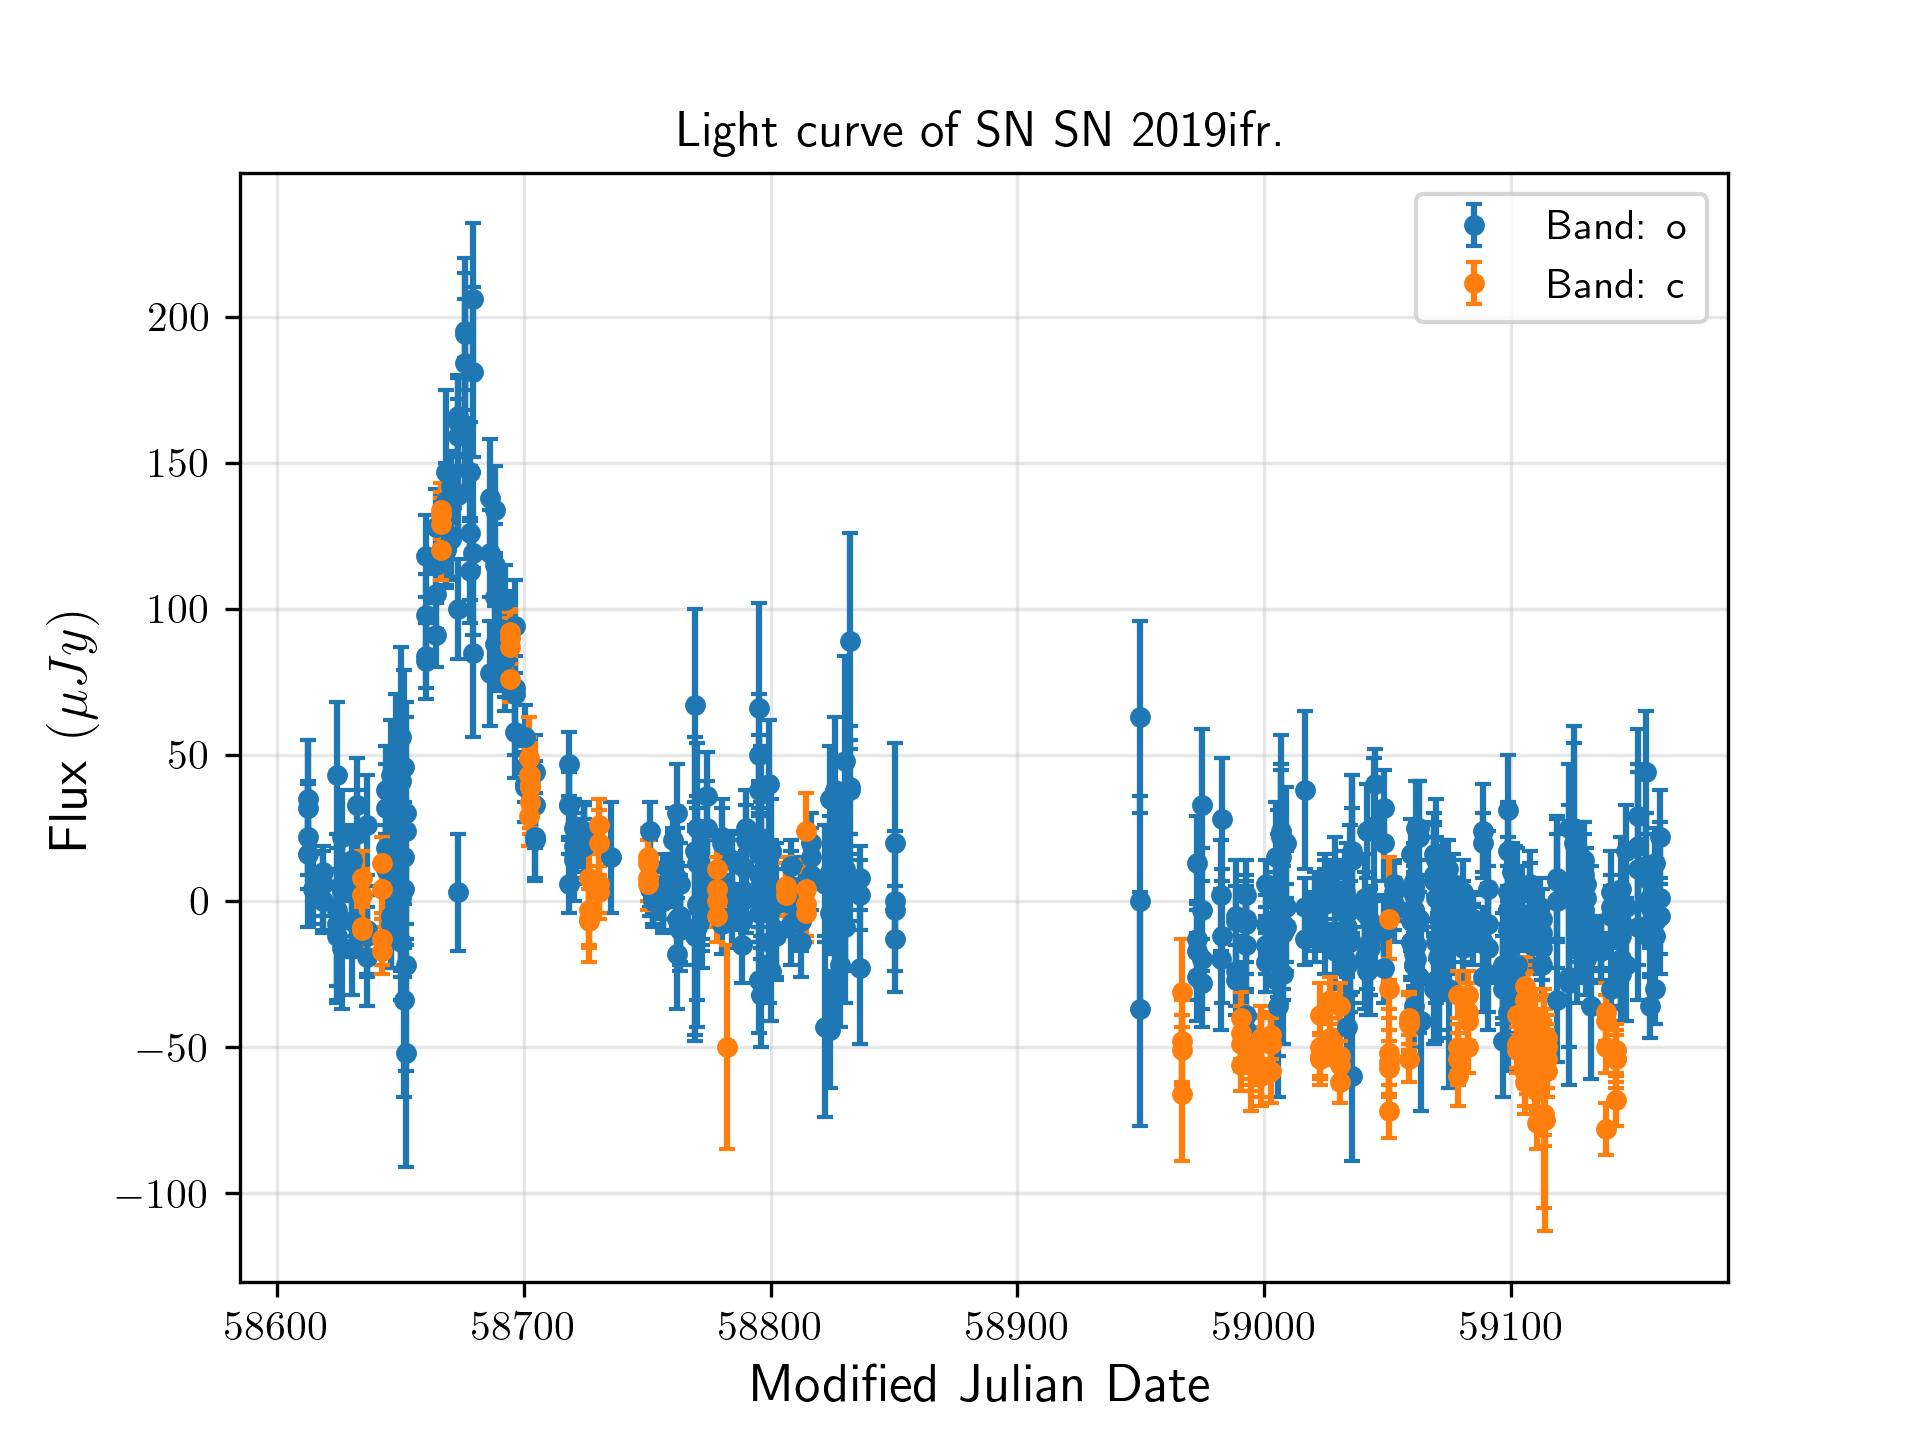 Light curve of SN SN 2019ifr.
Band: o
Band: c
200
150
100
50
0
−50
−100
Flux (μJy)
58600 58700 58800 58900 59000 59100
Modified Julian Date